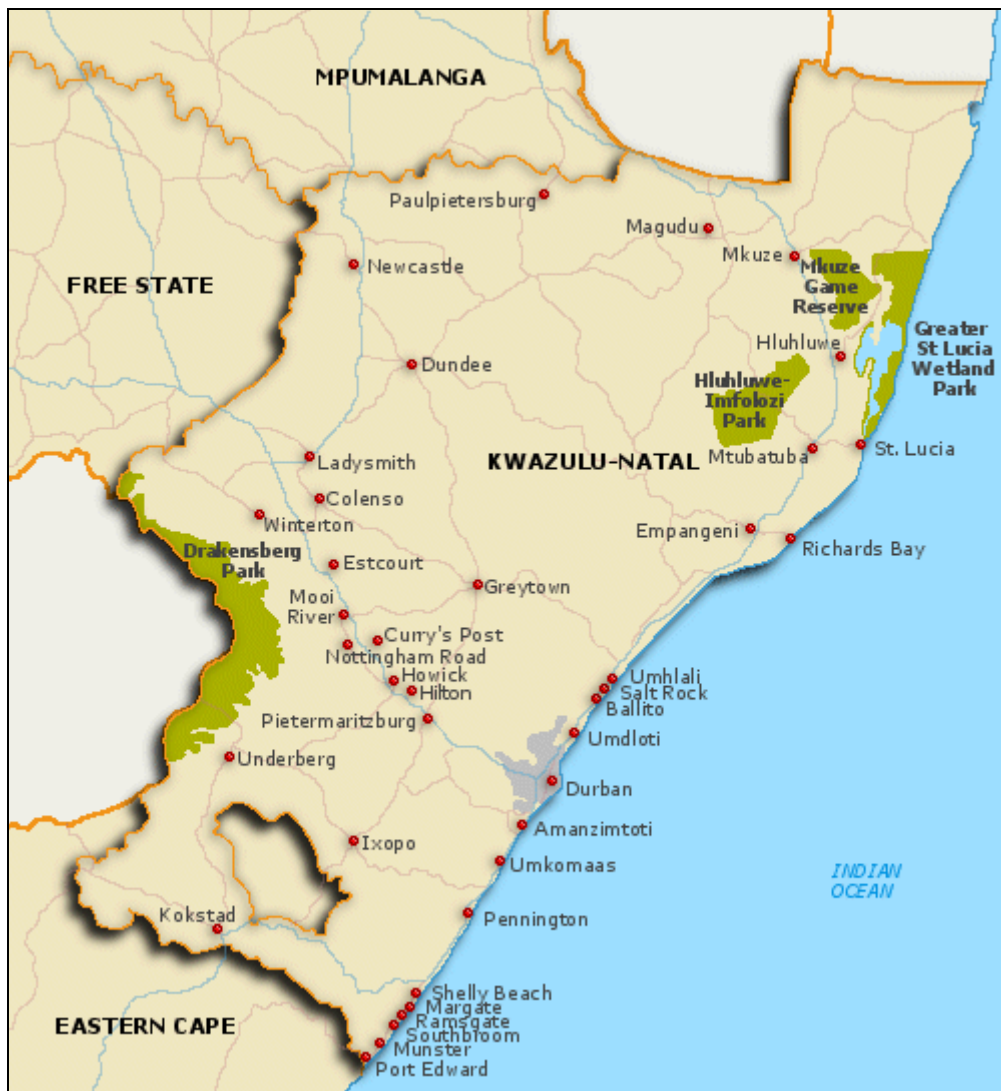 MPUMALANGA
Paulpietersburg
Magudu
Mkuze
Newcastle
FREE STATE
Mkuze
Game
Reserve
Greater
St Lucia
Wetland
Park
Hluhluwe
Dundee
Hluhluwe-
Imfolozi
Park
KWAZULU-NATAL
Mtubatuba
St. Lucia
Ladysmith
Colenso
Winterton
Empangeni
Richards Bay
Drakensberg
Park
Estcourt
Greytown
Mooi
River
Curry's Post
Nottingham Road
Howick
Hilton
Umhlali
Salt Rock
Ballito
Pietermaritzburg
Umdloti
Underberg
Durban
Amanzimtoti
Ixopo
Umkomaas
INDIAN
OCEAN
Kokstad
Pennington
Shelly Beach
Margate
Ramsgate
Southbroom
Munster
Port Edward
EASTERN CAPE